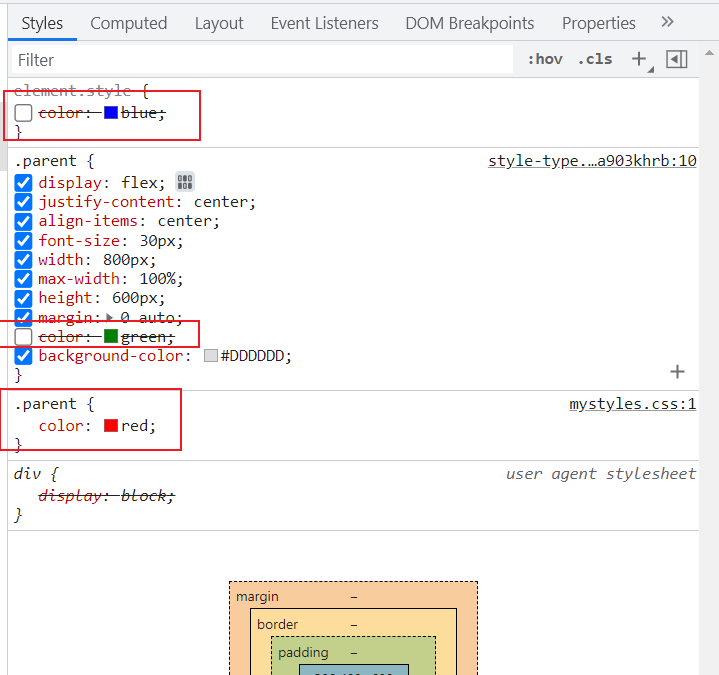 Styles Computed Layout Event Listeners DOM Breakpoints Properties »
Filter :hov .cls +
element.style {
color: blue;
}
.parent { style-type.…a903khrb:10
display: flex;
justify-content: center;
align-items: center;
font-size: 30px;
width: 800px;
max-width: 100%;
height: 600px;
margin: 0 auto;
color: green;
background-color: #DDDDDD;
}
.parent { mystyles.css:1
color: red;
}
div { user agent stylesheet
display: block;
}
margin –
border –
padding –